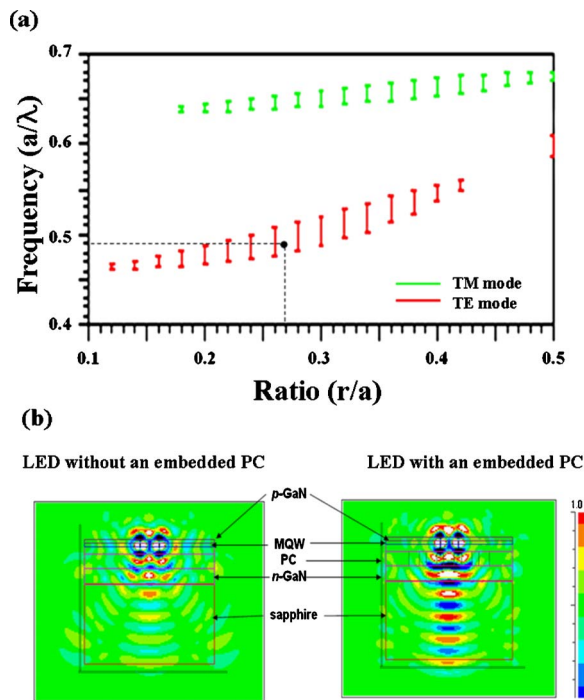 (a)
0.7
0.6
0.5
0.4
Frequency (a/λ)
TM mode
TE mode
0.1 0.2 0.3 0.4 0.5
Ratio (r/a)
(b)
LED without an embedded PC
LED with an embedded PC
p-GaN
MQW
PC
n-GaN
sapphire
1.0